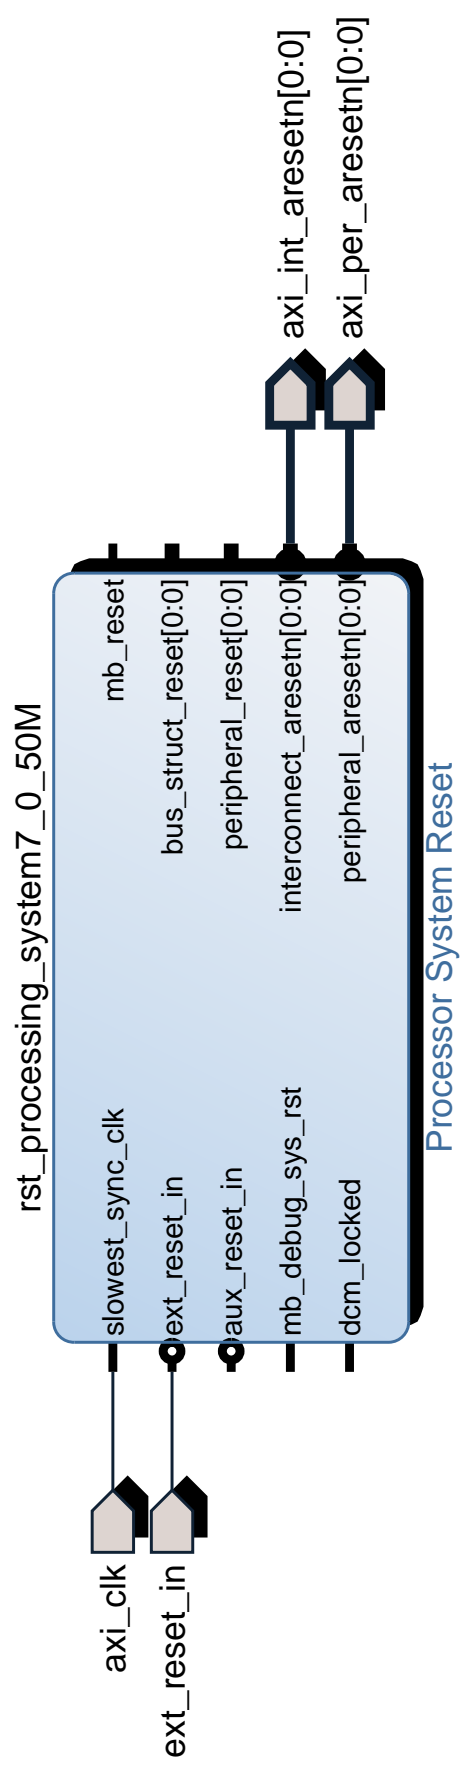 rst_processing_system7_0_50M
axi_clk
ext_reset_in
slowest_sync_clk
ext_reset_in
aux_reset_in
mb_debug_sys_rst
dcm_locked
mb_reset
bus_struct_reset[0:0]
peripheral_reset[0:0]
interconnect_aresetn[0:0]
peripheral_aresetn[0:0]
axi_int_aresetn[0:0]
axi_per_aresetn[0:0]
Processor System Reset